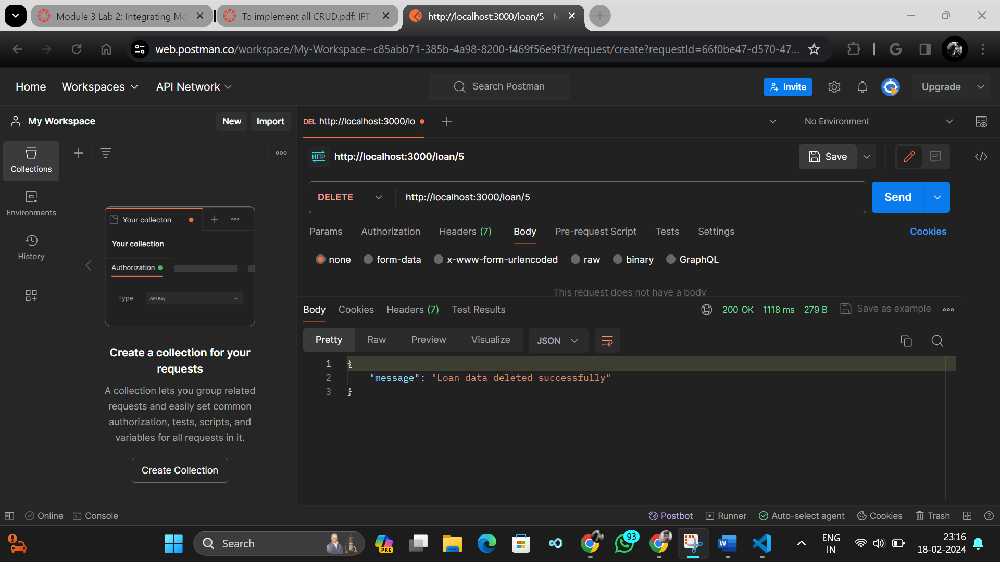 Module 3 Lab 2: Integrating Mo
To implement all CRUD.pdf: IFT
http://localhost:3000/loan/5 - M
web.postman.co/workspace/My-Workspace~c85abb71-385b-4a98-8200-f469f56e9f3f/request/create?requestId=66f0be47-d570-47...
Home
Workspaces
API Network
Search Postman
Invite
Upgrade
My Workspace
New
Import
DEL http://localhost:3000/lo
No Environment
Collections
Environments
History
HTTP
http://localhost:3000/loan/5
Save
DELETE
http://localhost:3000/loan/5
Send
Params
Authorization
Headers (7)
Body
Pre-request Script
Tests
Settings
Cookies
none
form-data
x-www-form-urlencoded
raw
binary
GraphQL
This request does not have a body
Your collecton
Your collection
Authorization
Type
API Key
Create a collection for your
requests
A collection lets you group related
requests and easily set common
authorization, tests, scripts, and
variables for all requests in it.
Create Collection
Body
Cookies
Headers (7)
Test Results
200 OK
1118 ms
279 B
Save as example
Pretty
Raw
Preview
Visualize
JSON
1 {
2 "message": "Loan data deleted successfully"
3 }
Online
Console
Postbot
Runner
Auto-select agent
Cookies
Trash
Search
PRE
93
ENG
IN
23:16
18-02-2024